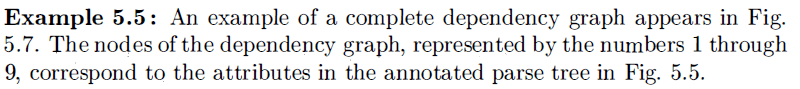 Example 5.5: An example of a complete dependency graph appears in Fig.
5.7. The nodes of the dependency graph, represented by the numbers 1 through
9, correspond to the attributes in the annotated parse tree in Fig. 5.5.